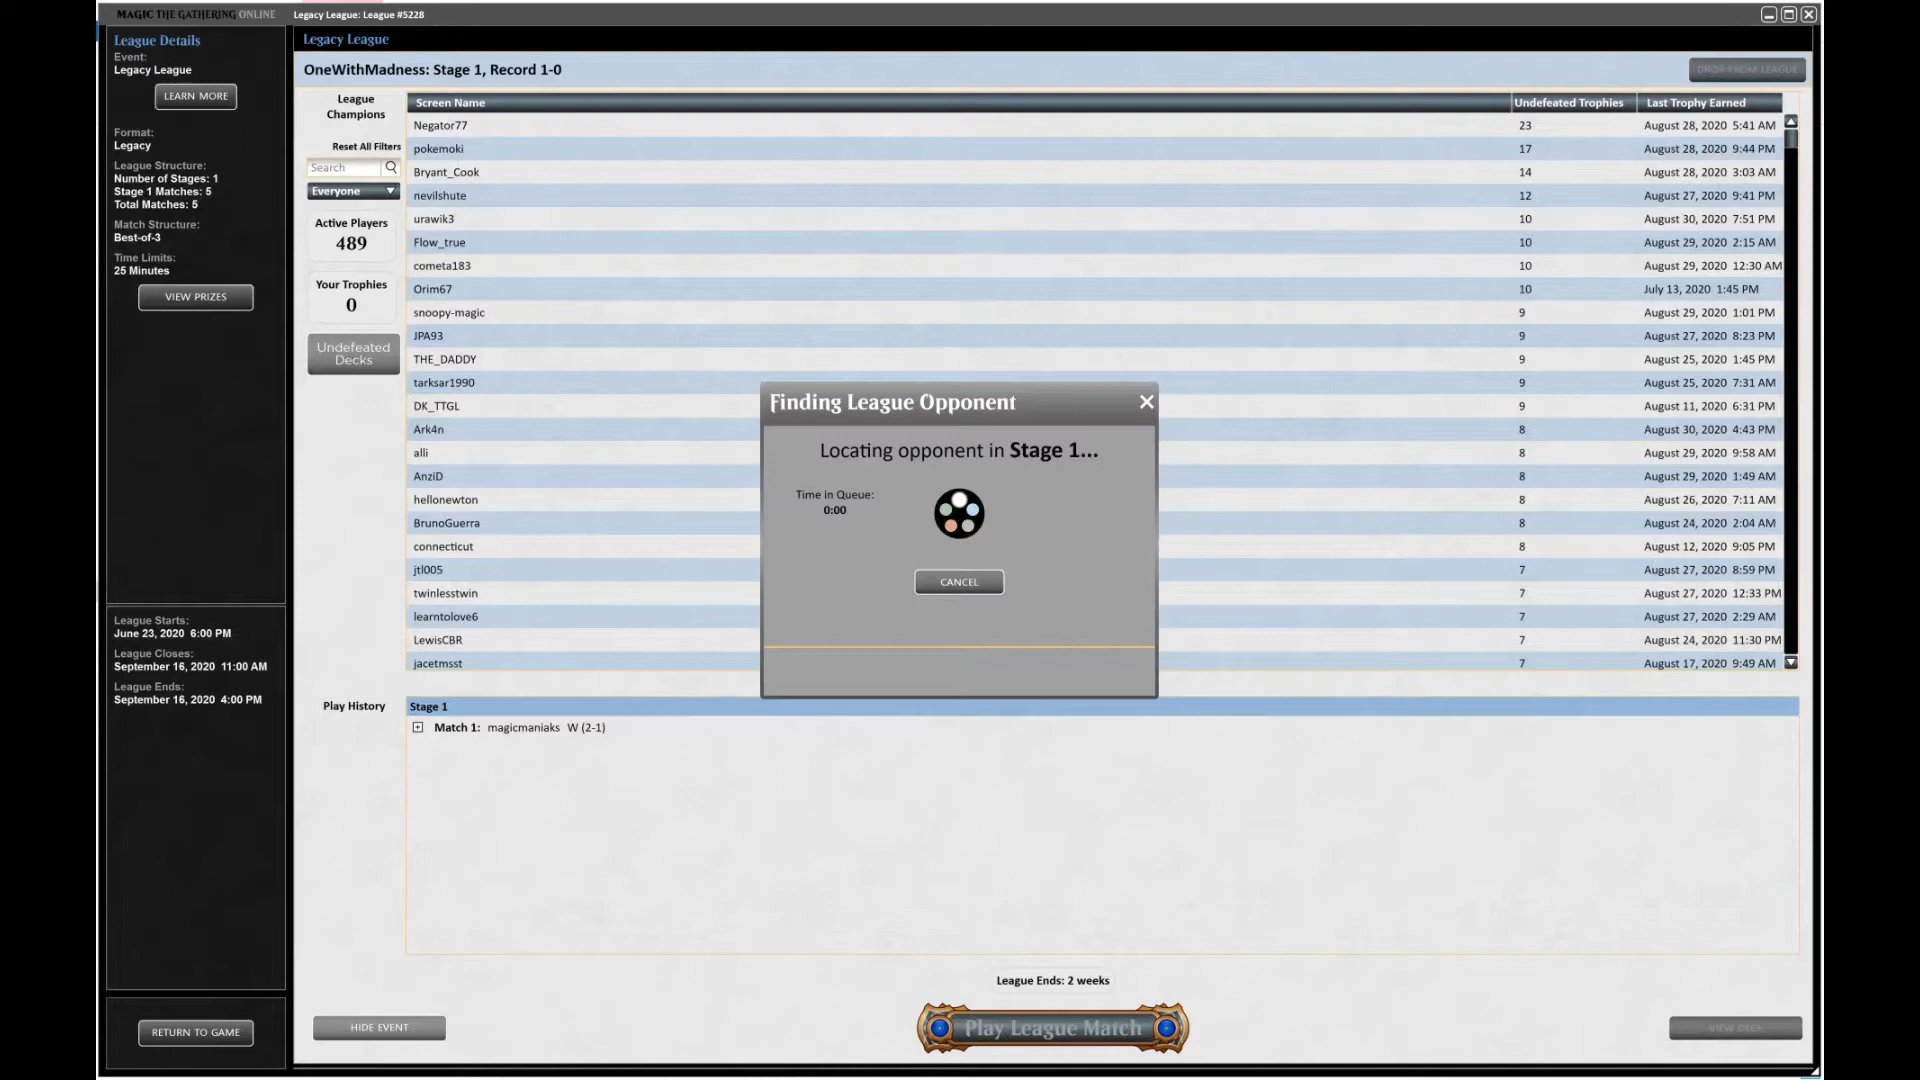 MAGIC THE GATHERING ONLINE
Legacy League: League #5228
League Details
Event:
Legacy League
LEARN MORE
Format:
Legacy
League Structure:
Number of Stages: 1
Stage 1 Matches: 5
Total Matches: 5
Match Structure:
Best-of-3
Time Limits:
25 Minutes
VIEW PRIZES
League Starts:
June 23, 2020 6:00 PM
League Closes:
September 16, 2020 11:00 AM
League Ends:
September 16, 2020 4:00 PM
RETURN TO GAME
Legacy League
OneWithMadness: Stage 1, Record 1-0
DROP FROM LEAGUE
League
Champions
Reset All Filters
Search
Everyone
Active Players
489
Your Trophies
0
Undefeated
Decks
Screen Name Undefeated Trophies Last Trophy Earned
Negator77 23 August 28, 2020 5:41 AM
pokemoki 17 August 28, 2020 9:44 PM
Bryant_Cook 14 August 28, 2020 3:03 AM
nevilshute 12 August 27, 2020 9:41 PM
urawik3 10 August 30, 2020 7:51 PM
Flow_true 10 August 29, 2020 2:15 AM
cometa183 10 August 29, 2020 12:30 AM
Orim67 10 July 13, 2020 1:45 PM
snoopy-magic 9 August 29, 2020 1:01 PM
JPA93 9 August 27, 2020 8:23 PM
THE_DADDY 9 August 25, 2020 1:45 PM
tarksar1990 9 August 25, 2020 7:31 AM
DK_TTGL 9 August 11, 2020 6:31 PM
Ark4n 8 August 30, 2020 4:43 PM
alli 8 August 29, 2020 9:58 AM
AnziD 8 August 29, 2020 1:49 AM
hellonewton 8 August 26, 2020 7:11 AM
BrunoGuerra 8 August 24, 2020 2:04 AM
connecticut 8 August 12, 2020 9:05 PM
jtl005 7 August 27, 2020 8:59 PM
twinlesstwin 7 August 27, 2020 12:33 PM
learntolove6 7 August 27, 2020 2:29 AM
LewisCBR 7 August 24, 2020 11:30 PM
jacetmsst 7 August 17, 2020 9:49 AM
Finding League Opponent
Locating opponent in Stage 1...
Time in Queue:
0:00
CANCEL
Play History
Stage 1
Match 1: magicmaniaks W (2-1)
League Ends: 2 weeks
HIDE EVENT
Play League Match
VIEW DECK